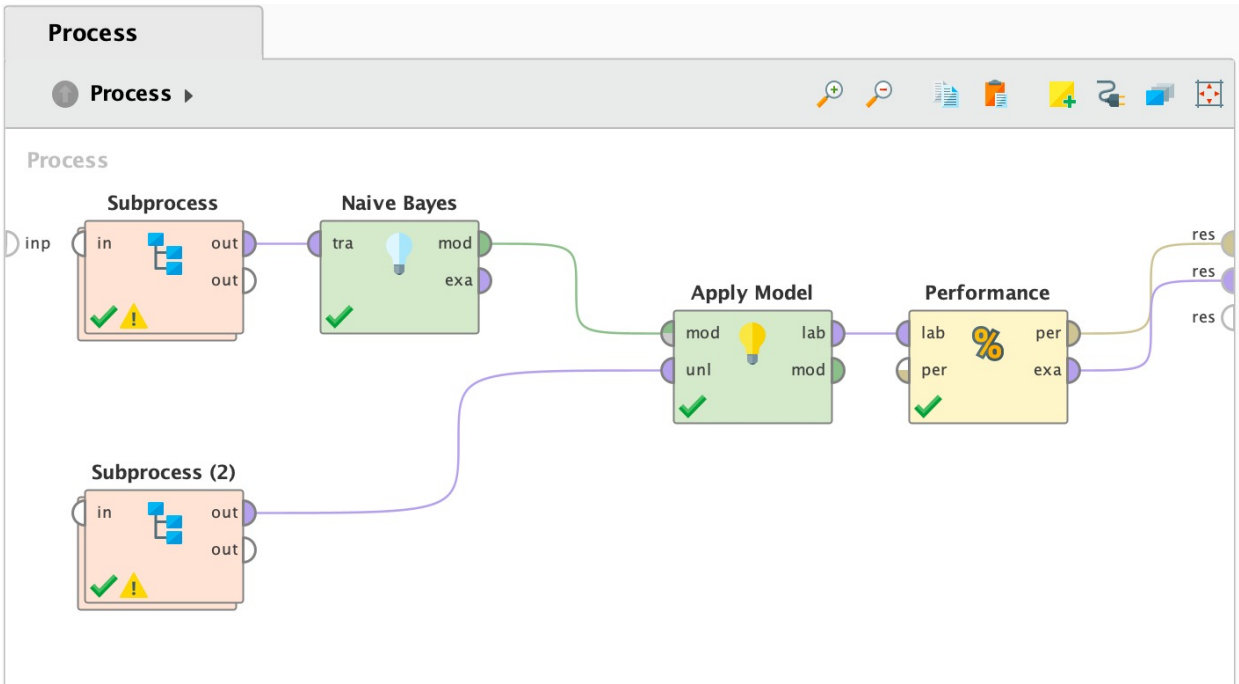 Process
Process
Process
Subprocess
Naive Bayes
inp
in
out
out
tra
mod
exa
res
res
res
Apply Model
Performance
mod
lab
unl
mod
lab
per
per
exa
Subprocess (2)
in
out
out